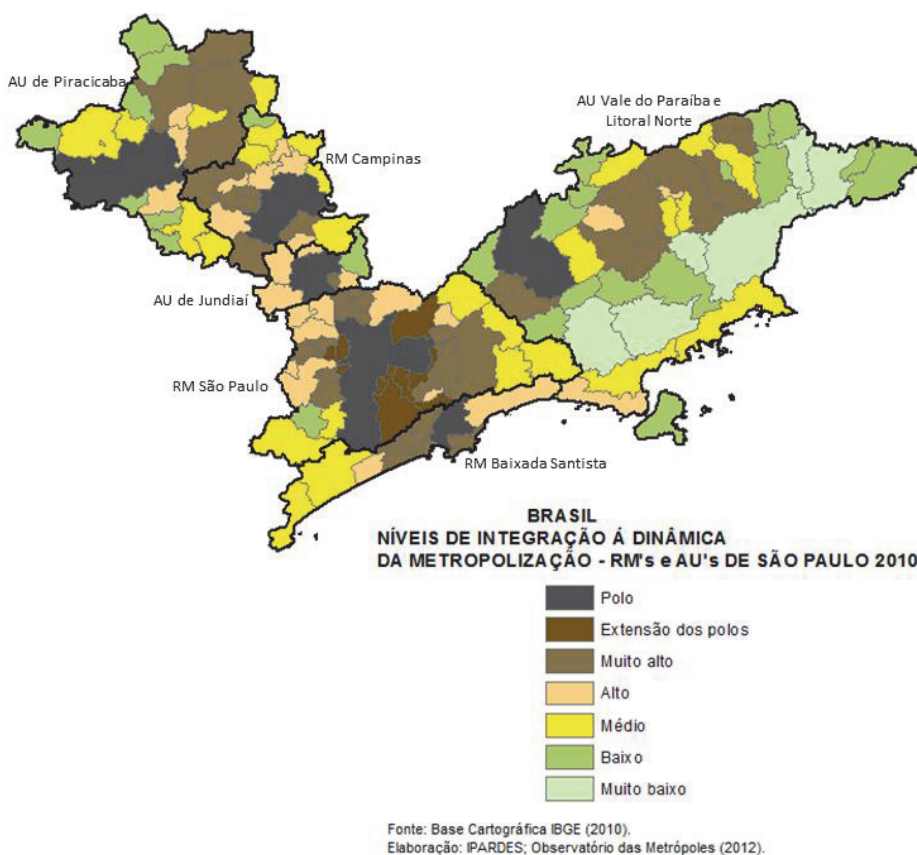 AU de Piracicaba
AU Vale do Paraíba e
Litoral Norte
RM Campinas
AU de Jundiaí
RM São Paulo
RM Baixada Santista
BRASIL
NÍVEIS DE INTEGRAÇÃO Á DINÂMICA
DA METROPOLIZAÇÃO - RM's e AU's DE SÃO PAULO 2010
Polo
Extensão dos polos
Muito alto
Alto
Médio
Baixo
Muito baixo
Fonte: Base Cartográfica IBGE (2010).
Elaboração: IPARDES; Observatório das Metrópoles (2012).